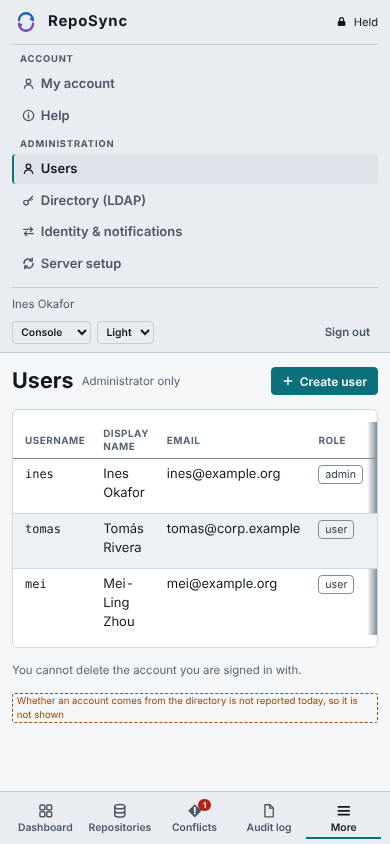 RepoSync
Held
ACCOUNT
My account
Help
ADMINISTRATION
Users
Directory (LDAP)
Identity & notifications
Server setup
Ines Okafor
Console
Light
Sign out
Users
Administrator only
+ Create user
USERNAME
DISPLAY NAME
EMAIL
ROLE
ines
Ines
Okafor
ines@example.org
admin
tomas
Tomás
Rivera
tomas@corp.example
user
mei
Mei-
Ling
Zhou
mei@example.org
user
You cannot delete the account you are signed in with.
Whether an account comes from the directory is not reported today, so it is
not shown
Dashboard
Repositories
1
Conflicts
Audit log
More